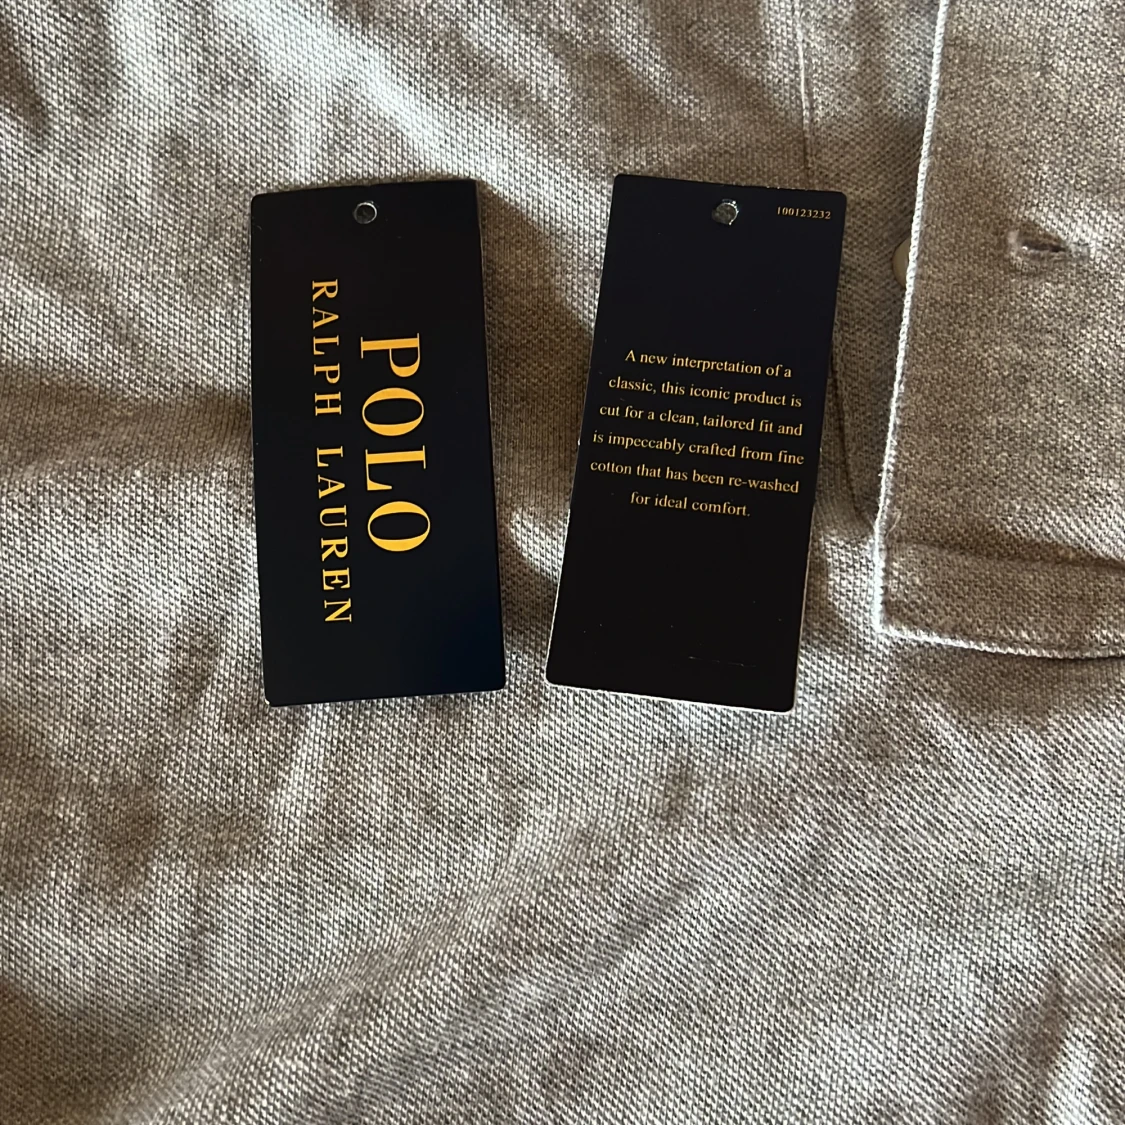 POLO
RALPH LAUREN
100123232
A new interpretation of a
classic, this iconic product is
cut for a clean, tailored fit and
is impeccably crafted from fine
cotton that has been re-washed
for ideal comfort.